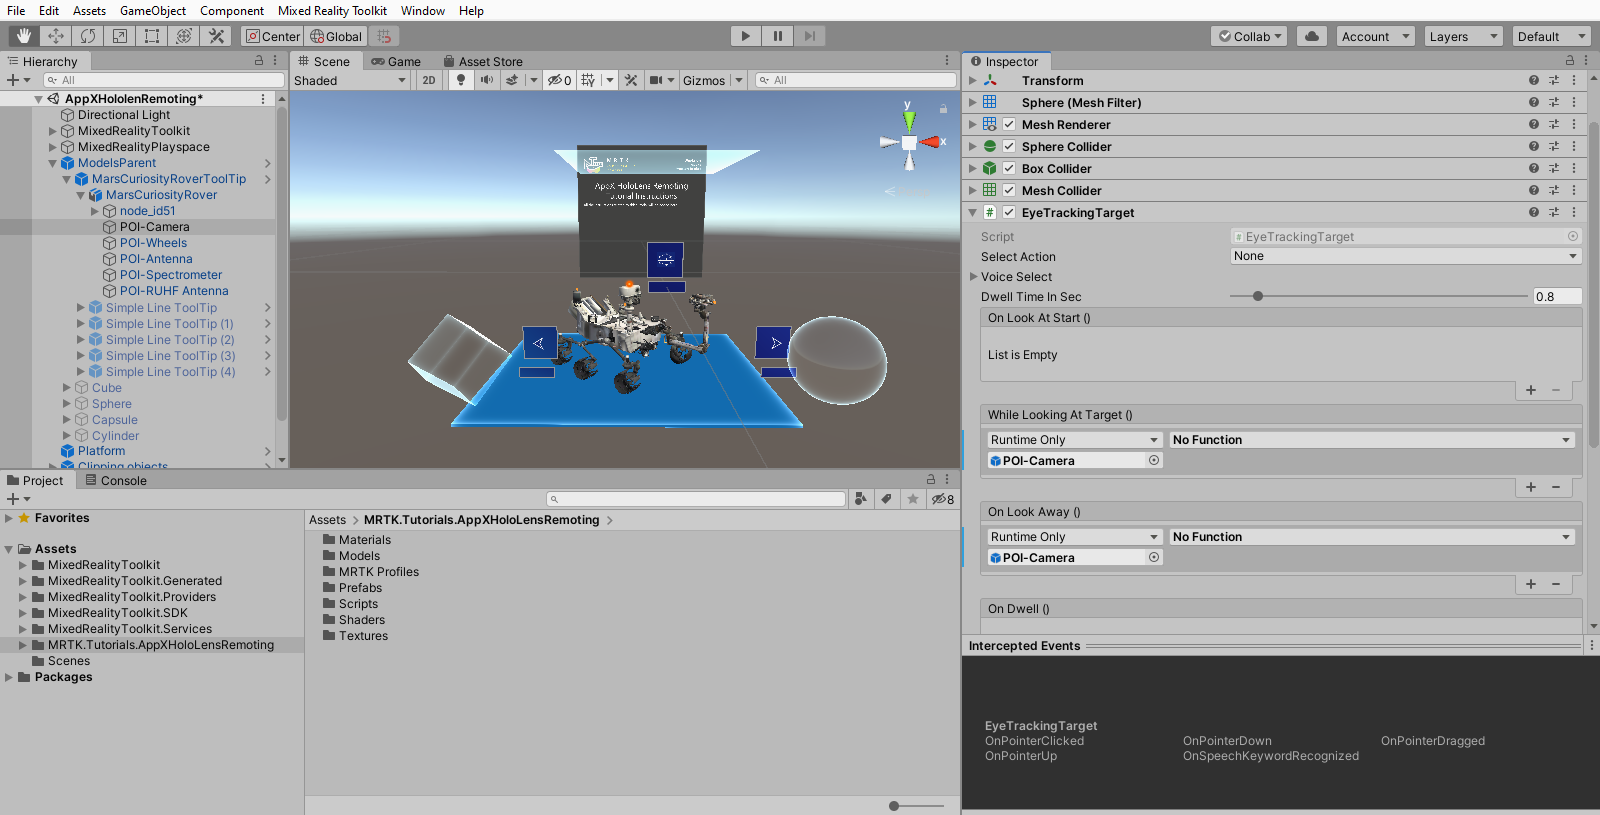 File Edit Assets GameObject Component Mixed Reality Toolkit Window Help
Center Global Collab Account Layers Default
Hierarchy
All
AppXHololenRemoting*
Directional Light
MixedRealityToolkit
MixedRealityPlayspace
ModelsParent
MarsCuriosityRoverToolTip
MarsCuriosityRover
node_id51
POI-Camera
POI-Wheels
POI-Antenna
POI-Spectrometer
POI-RUHF Antenna
Simple Line ToolTip
Simple Line ToolTip (1)
Simple Line ToolTip (2)
Simple Line ToolTip (3)
Simple Line ToolTip (4)
Cube
Sphere
Capsule
Cylinder
Platform
Clipping objects
Scene Game Asset Store
Shaded 2D 0 Gizmos All
y
x
MRTK
AppX HoloLens Remoting
Tutorial Instructions
Inspector
Transform
Sphere (Mesh Filter)
Mesh Renderer
Sphere Collider
Box Collider
Mesh Collider
# EyeTrackingTarget
Script # EyeTrackingTarget
Select Action None
Voice Select
Dwell Time In Sec 0.8
On Look At Start ()
List is Empty
+ −
While Looking At Target ()
Runtime Only No Function
POI-Camera
+ −
On Look Away ()
Runtime Only No Function
POI-Camera
+ −
On Dwell ()
Intercepted Events
EyeTrackingTarget
OnPointerClicked OnPointerDown OnPointerDragged
OnPointerUp OnSpeechKeywordRecognized
Project Console
8
Favorites
Assets
MixedRealityToolkit
MixedRealityToolkit.Generated
MixedRealityToolkit.Providers
MixedRealityToolkit.SDK
MixedRealityToolkit.Services
MRTK.Tutorials.AppXHoloLensRemoting
Scenes
Packages
Assets > MRTK.Tutorials.AppXHoloLensRemoting >
Materials
Models
MRTK Profiles
Prefabs
Scripts
Shaders
Textures